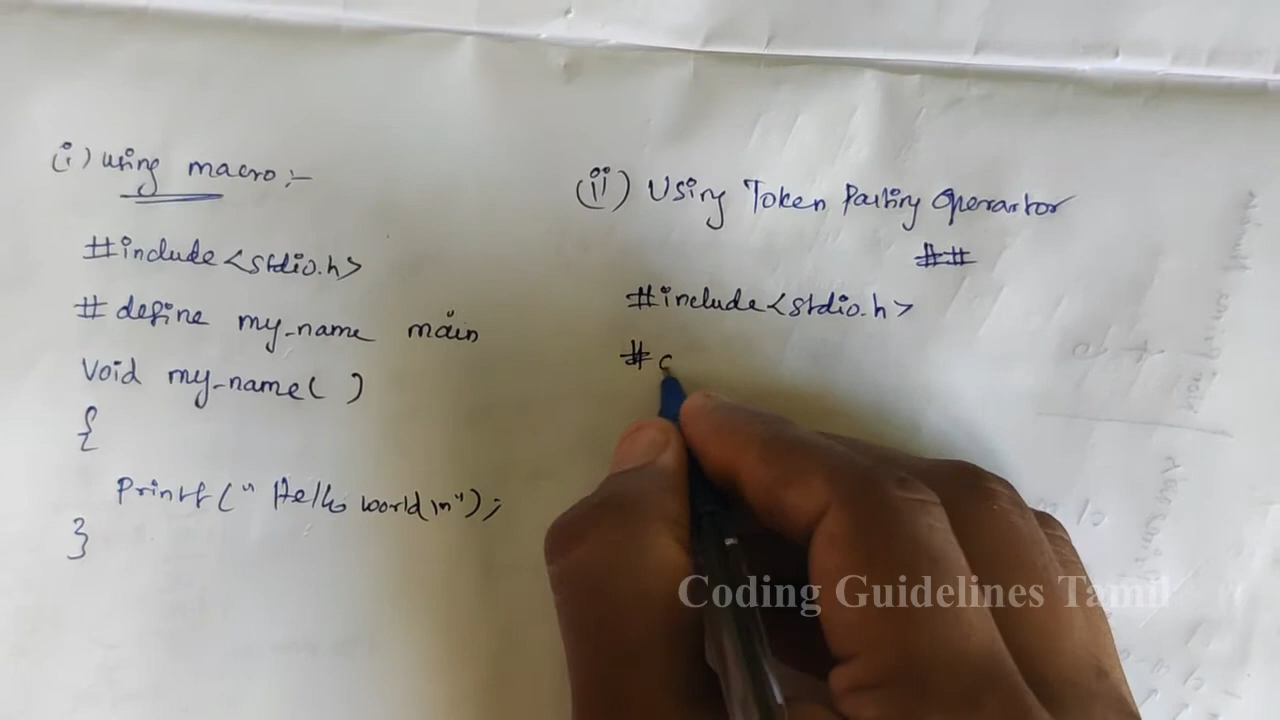 (i) using macro:-
#include<stdio.h>
# define my_name main
void my_name( )
{
printf(" Hello world \n");
}
(ii) Using Token Pasting Operartor
##
#include<stdio.h>
#
Coding Guidelines Tamil